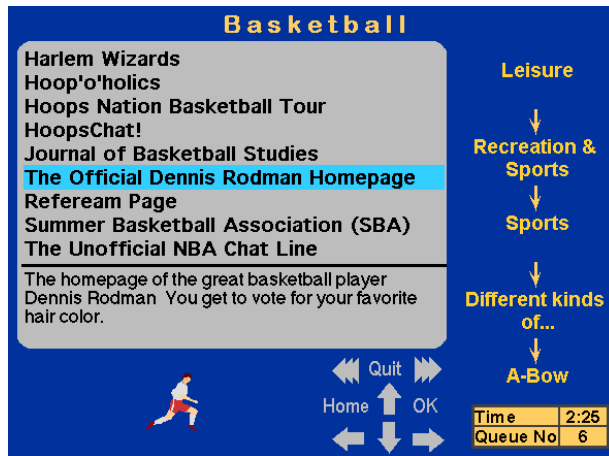 Basketball
Harlem Wizards
Hoop'o'holics
Hoops Nation Basketball Tour
HoopsChat!
Journal of Basketball Studies
The Official Dennis Rodman Homepage
Refeream Page
Summer Basketball Association (SBA)
The Unofficial NBA Chat Line
The homepage of the great basketball player
Dennis Rodman You get to vote for your favorite
hair color.
Leisure
Recreation &
Sports
Sports
Different kinds
of...
A-Bow
Quit
Home OK
Time 2:25
Queue No 6